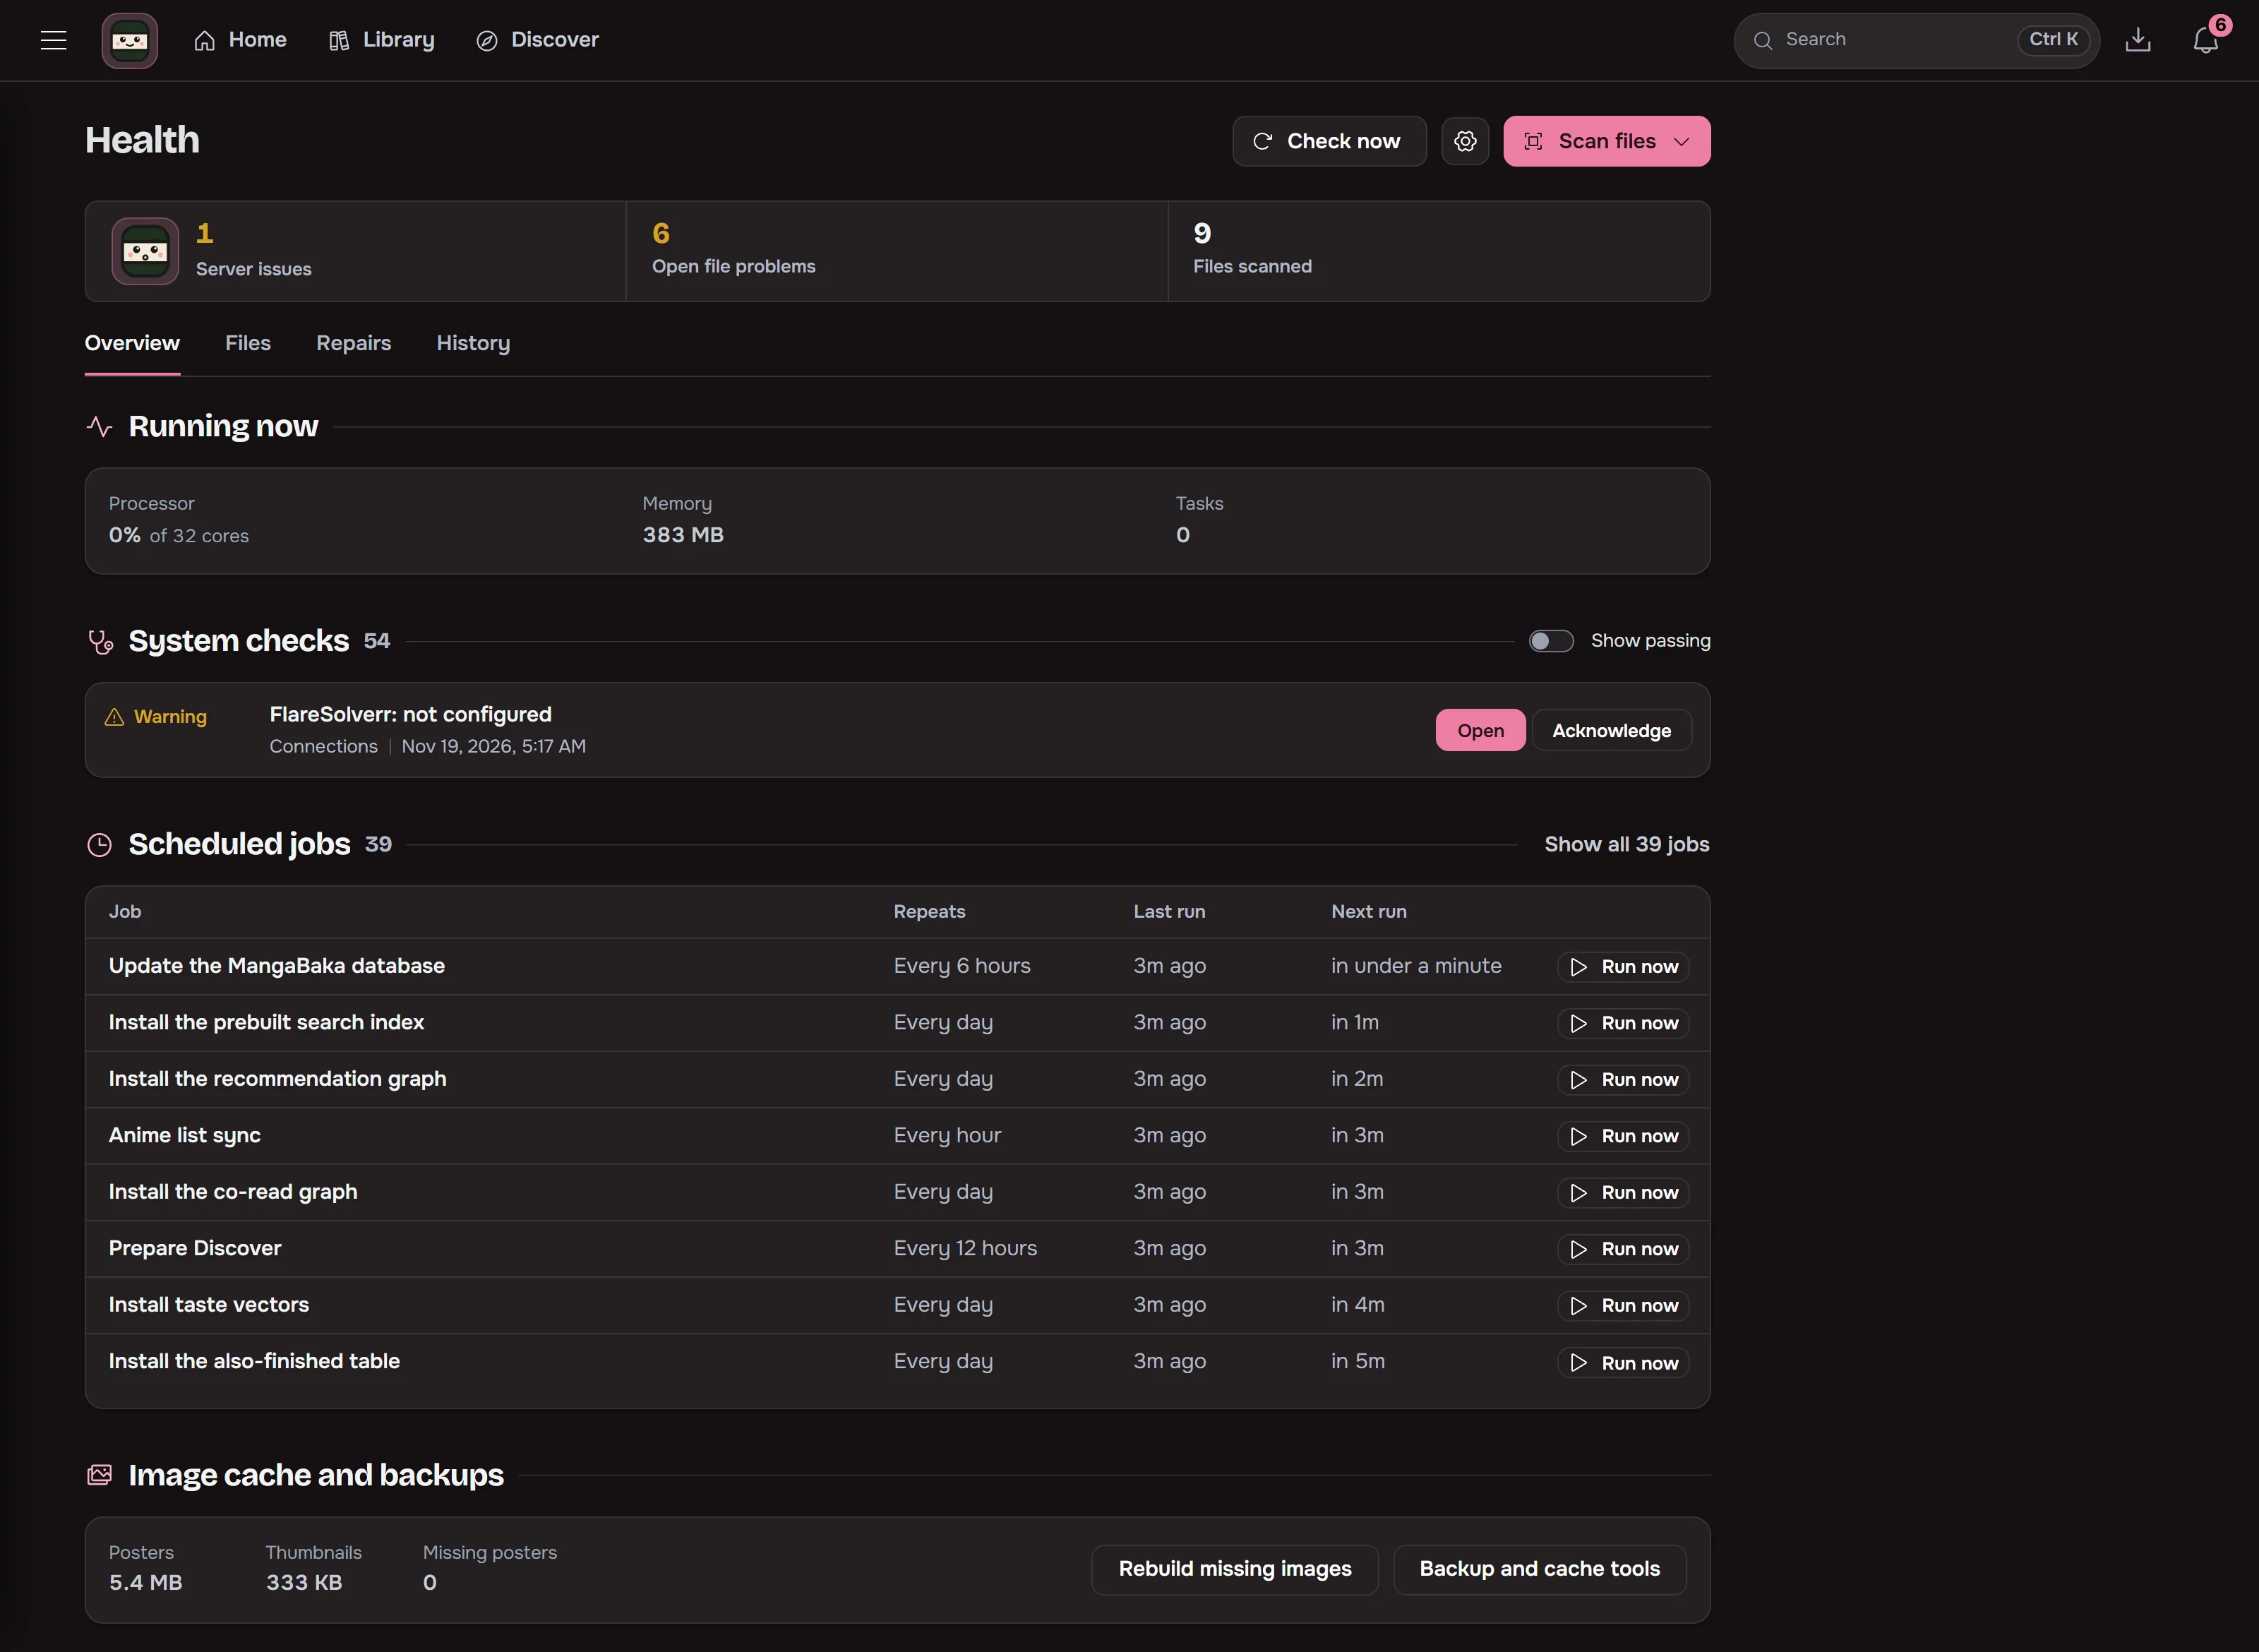 Home Library Discover Search Ctrl K 6
Health Check now Scan files
1
Server issues
6
Open file problems
9
Files scanned
Overview Files Repairs History
Running now
Processor Memory Tasks
0% of 32 cores 383 MB 0
System checks 54 Show passing
Warning FlareSolverr: not configured Open Acknowledge
Connections | Nov 19, 2026, 5:17 AM
Scheduled jobs 39 Show all 39 jobs
Job Repeats Last run Next run
Update the MangaBaka database Every 6 hours 3m ago in under a minute Run now
Install the prebuilt search index Every day 3m ago in 1m Run now
Install the recommendation graph Every day 3m ago in 2m Run now
Anime list sync Every hour 3m ago in 3m Run now
Install the co-read graph Every day 3m ago in 3m Run now
Prepare Discover Every 12 hours 3m ago in 3m Run now
Install taste vectors Every day 3m ago in 4m Run now
Install the also-finished table Every day 3m ago in 5m Run now
Image cache and backups
Posters Thumbnails Missing posters
5.4 MB 333 KB 0
Rebuild missing images Backup and cache tools